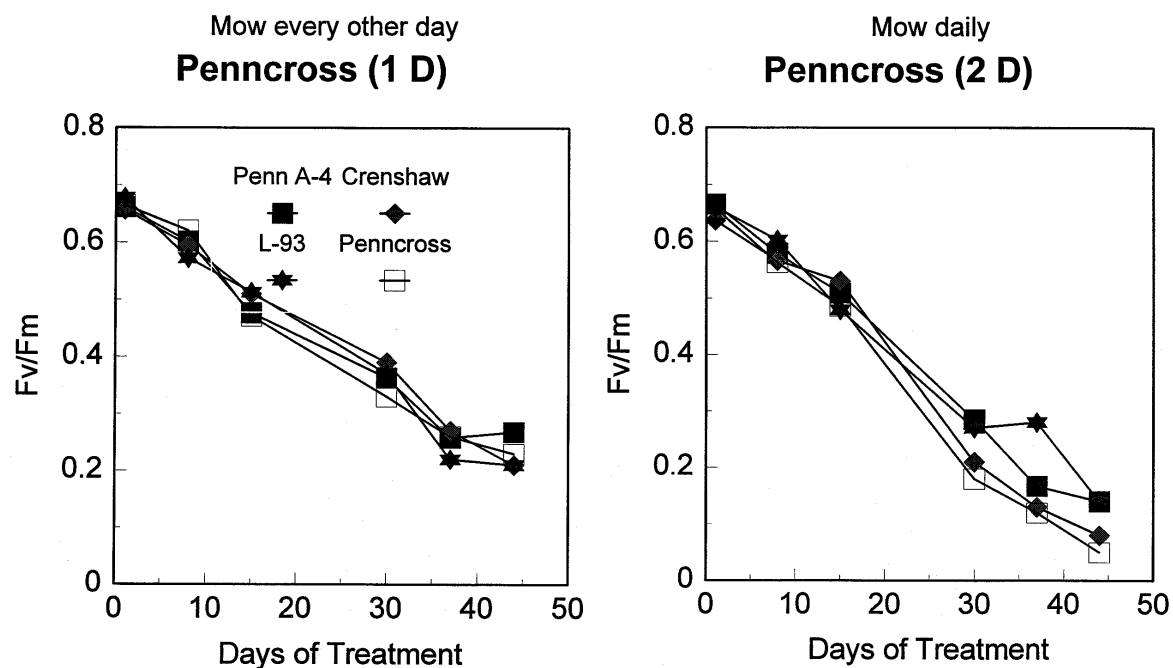 Mow every other day
Penncross (1 D)
0.8
0.6
0.4
0.2
0
Fv/Fm
Penn A-4 Crenshaw
L-93 Penncross
0 10 20 30 40 50
Days of Treatment
Mow daily
Penncross (2 D)
0.8
0.6
0.4
0.2
0
Fv/Fm
0 10 20 30 40 50
Days of Treatment